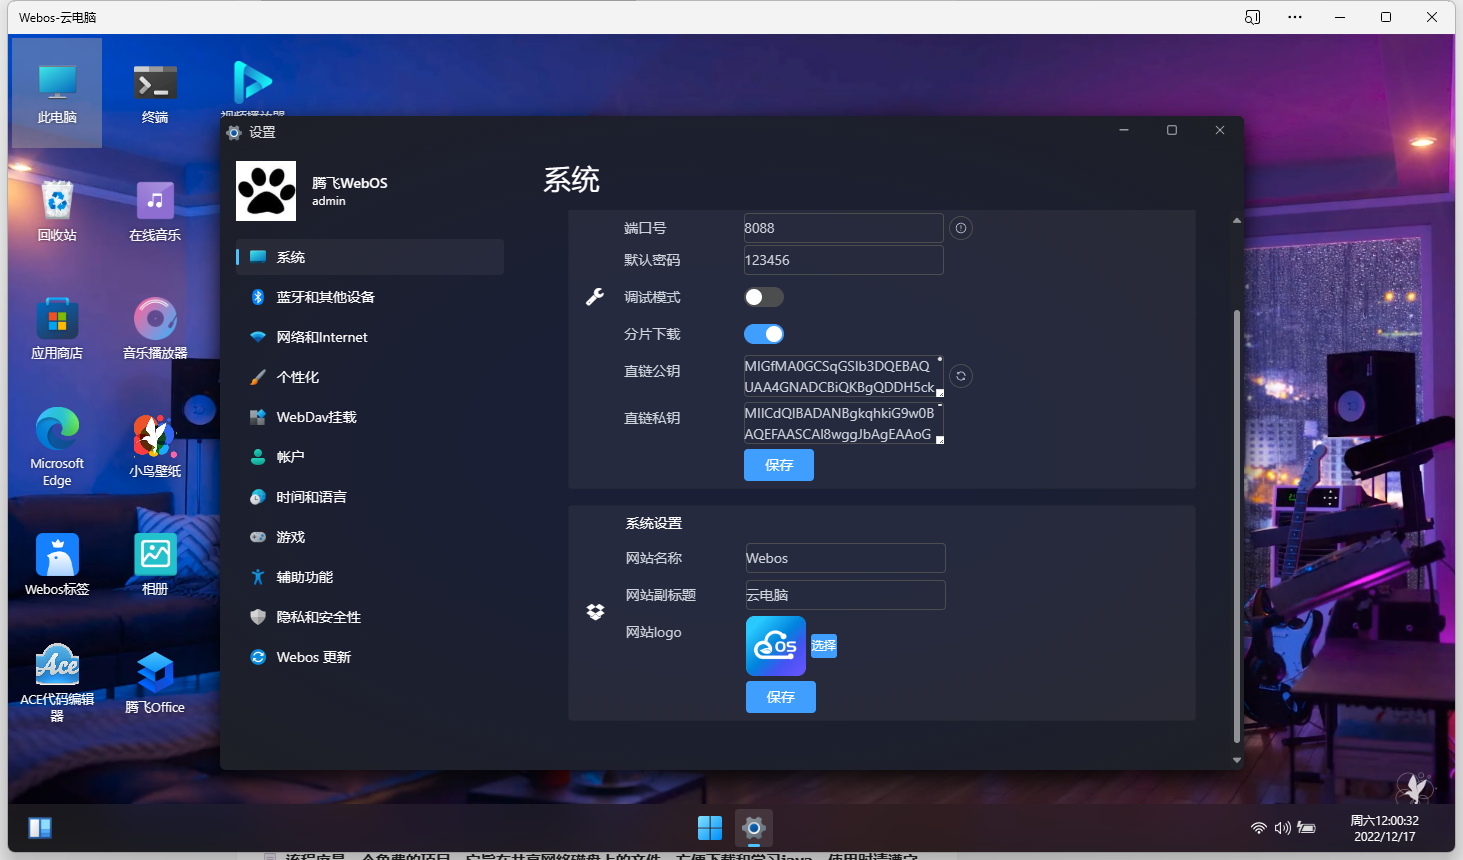 Webos-云电脑
此电脑
终端
视频播放器
回收站
在线音乐
应用商店
音乐播放器
Microsoft
Edge
小鸟壁纸
Webos标签
相册
Ace
ACE代码编辑
器
腾飞Office
设置
腾飞WebOS
admin
系统
蓝牙和其他设备
网络和Internet
个性化
WebDav挂载
帐户
时间和语言
游戏
辅助功能
隐私和安全性
Webos 更新
系统
端口号
8088
默认密码
123456
调试模式
分片下载
直链公钥
MIGfMA0GCSqGSIb3DQEBAQ
UAA4GNADCBiQKBgQDDH5ck
直链私钥
MIICdQIBADANBgkqhkiG9w0B
AQEFAASCAl8wggJbAgEAAoG
保存
系统设置
网站名称
Webos
网站副标题
云电脑
网站logo
OS
选择
保存
周六12:00:32
2022/12/17